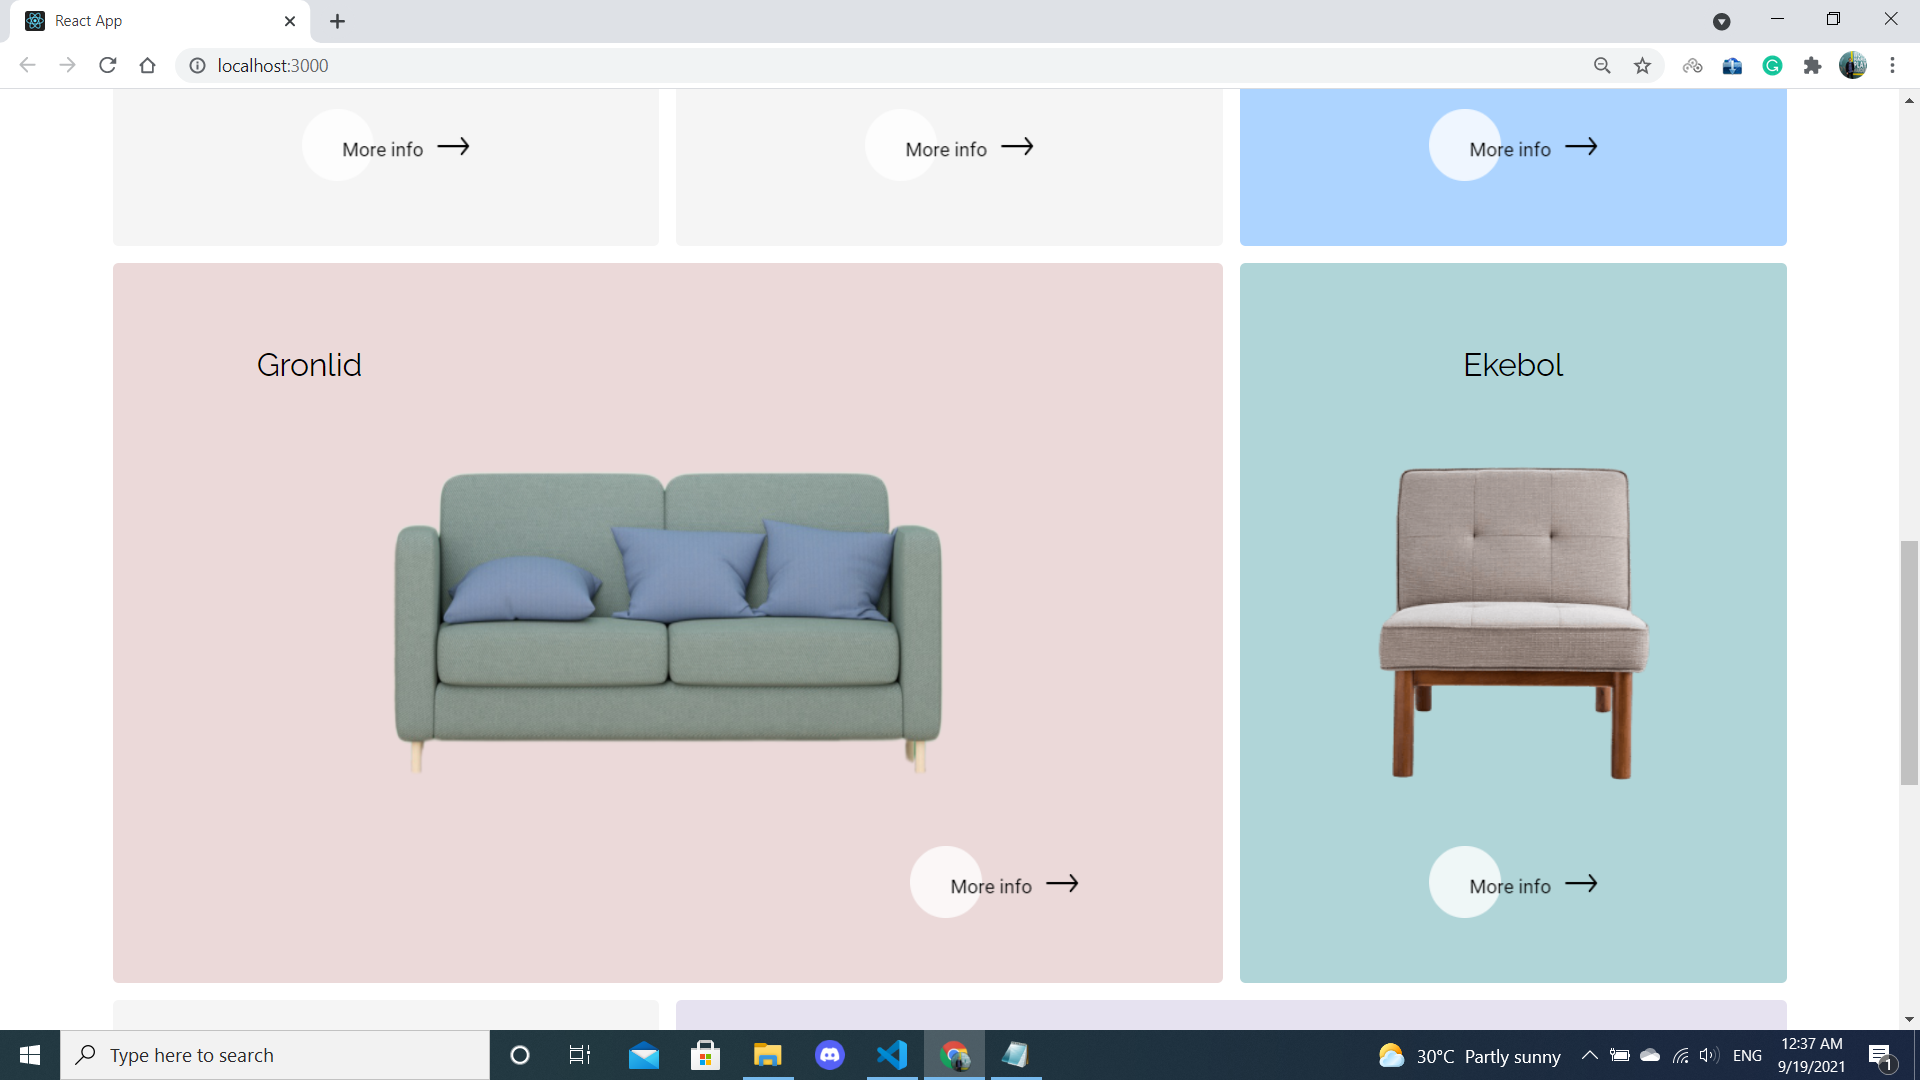 React App
localhost:3000
More info
More info
More info
Gronlid
Ekebol
More info
More info
Type here to search
30°C Partly sunny
ENG
12:37 AM
9/19/2021
1